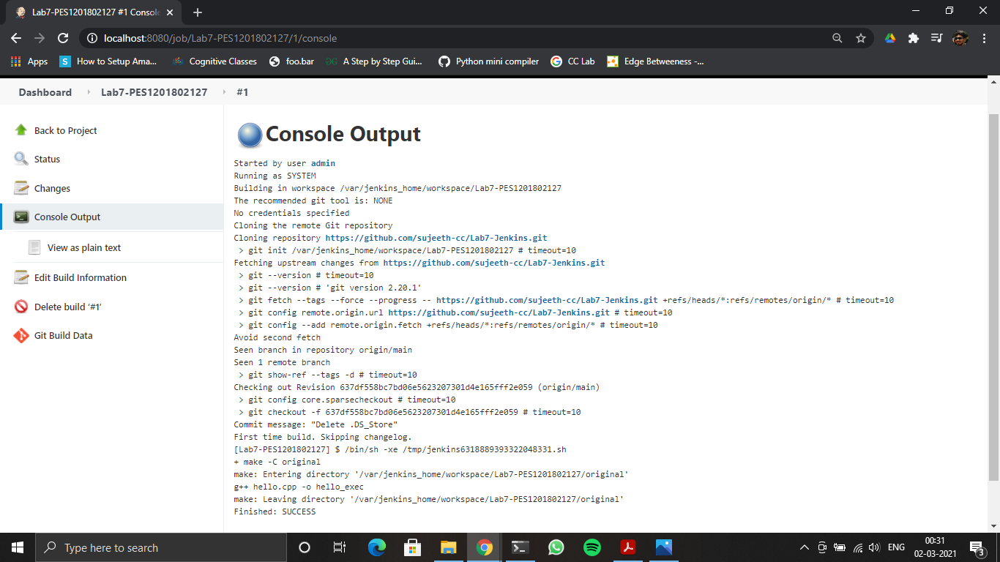 Lab7-PES1201802127 #1 Console
localhost:8080/job/Lab7-PES1201802127/1/console
Apps
S How to Setup Ama...
Cognitive Classes
foo.bar
A Step by Step Gui...
Python mini compiler
G CC Lab
Edge Betweeness -...
Dashboard Lab7-PES1201802127 #1
Back to Project
Status
Changes
Console Output
View as plain text
Edit Build Information
Delete build ‘#1’
Git Build Data
Console Output
Started by user admin
Running as SYSTEM
Building in workspace /var/jenkins_home/workspace/Lab7-PES1201802127
The recommended git tool is: NONE
No credentials specified
Cloning the remote Git repository
Cloning repository https://github.com/sujeeth-cc/Lab7-Jenkins.git
> git init /var/jenkins_home/workspace/Lab7-PES1201802127 # timeout=10
Fetching upstream changes from https://github.com/sujeeth-cc/Lab7-Jenkins.git
> git --version # timeout=10
> git --version # 'git version 2.20.1'
> git fetch --tags --force --progress -- https://github.com/sujeeth-cc/Lab7-Jenkins.git +refs/heads/*:refs/remotes/origin/* # timeout=10
> git config remote.origin.url https://github.com/sujeeth-cc/Lab7-Jenkins.git # timeout=10
> git config --add remote.origin.fetch +refs/heads/*:refs/remotes/origin/* # timeout=10
Avoid second fetch
Seen branch in repository origin/main
Seen 1 remote branch
> git show-ref --tags -d # timeout=10
Checking out Revision 637df558bc7bd06e5623207301d4e165fff2e059 (origin/main)
> git config core.sparsecheckout # timeout=10
> git checkout -f 637df558bc7bd06e5623207301d4e165fff2e059 # timeout=10
Commit message: "Delete .DS_Store"
First time build. Skipping changelog.
[Lab7-PES1201802127] $ /bin/sh -xe /tmp/jenkins6318889393322048331.sh
+ make -C original
make: Entering directory '/var/jenkins_home/workspace/Lab7-PES1201802127/original'
g++ hello.cpp -o hello_exec
make: Leaving directory '/var/jenkins_home/workspace/Lab7-PES1201802127/original'
Finished: SUCCESS
Type here to search
ENG
00:31
02-03-2021
3